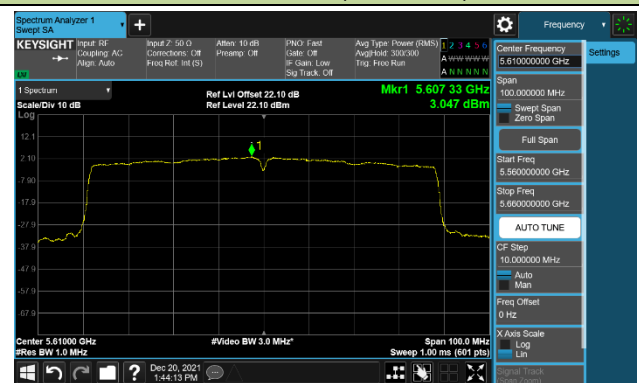 Spectrum Analyzer 1
Swept SA
Frequency
KEYSIGHT
Input: RF
Coupling: AC
Align: Auto
Input Z: 50 Ω
Corrections: Off
Freq Ref: Int (S)
Atten: 10 dB
Preamp: Off
PNO: Fast
Gate: Off
IF Gain: Low
Sig Track: Off
Avg Type: Power (RMS)
Avg|Hold: 300/300
Trig: Free Run
1 2 3 4 5 6
A W W W W W
A N N N N N
LNI
1 Spectrum
Scale/Div 10 dB
Log
Ref Lvl Offset 22.10 dB
Ref Level 22.10 dBm
Mkr1 5.607 33 GHz
3.047 dBm
12.1
2.10
-7.90
-17.9
-27.9
-37.9
-47.9
-57.9
-67.9
1
Center 5.61000 GHz
#Res BW 1.0 MHz
#Video BW 3.0 MHz*
Span 100.0 MHz
Sweep 1.00 ms (601 pts)
Center Frequency
5.610000000 GHz
Settings
Span
100.000000 MHz
Swept Span
Zero Span
Full Span
Start Freq
5.560000000 GHz
Stop Freq
5.660000000 GHz
AUTO TUNE
CF Step
10.000000 MHz
Auto
Man
Freq Offset
0 Hz
X Axis Scale
Log
Lin
Signal Track
(Span Zoom)
Dec 20, 2021
1:44:13 PM